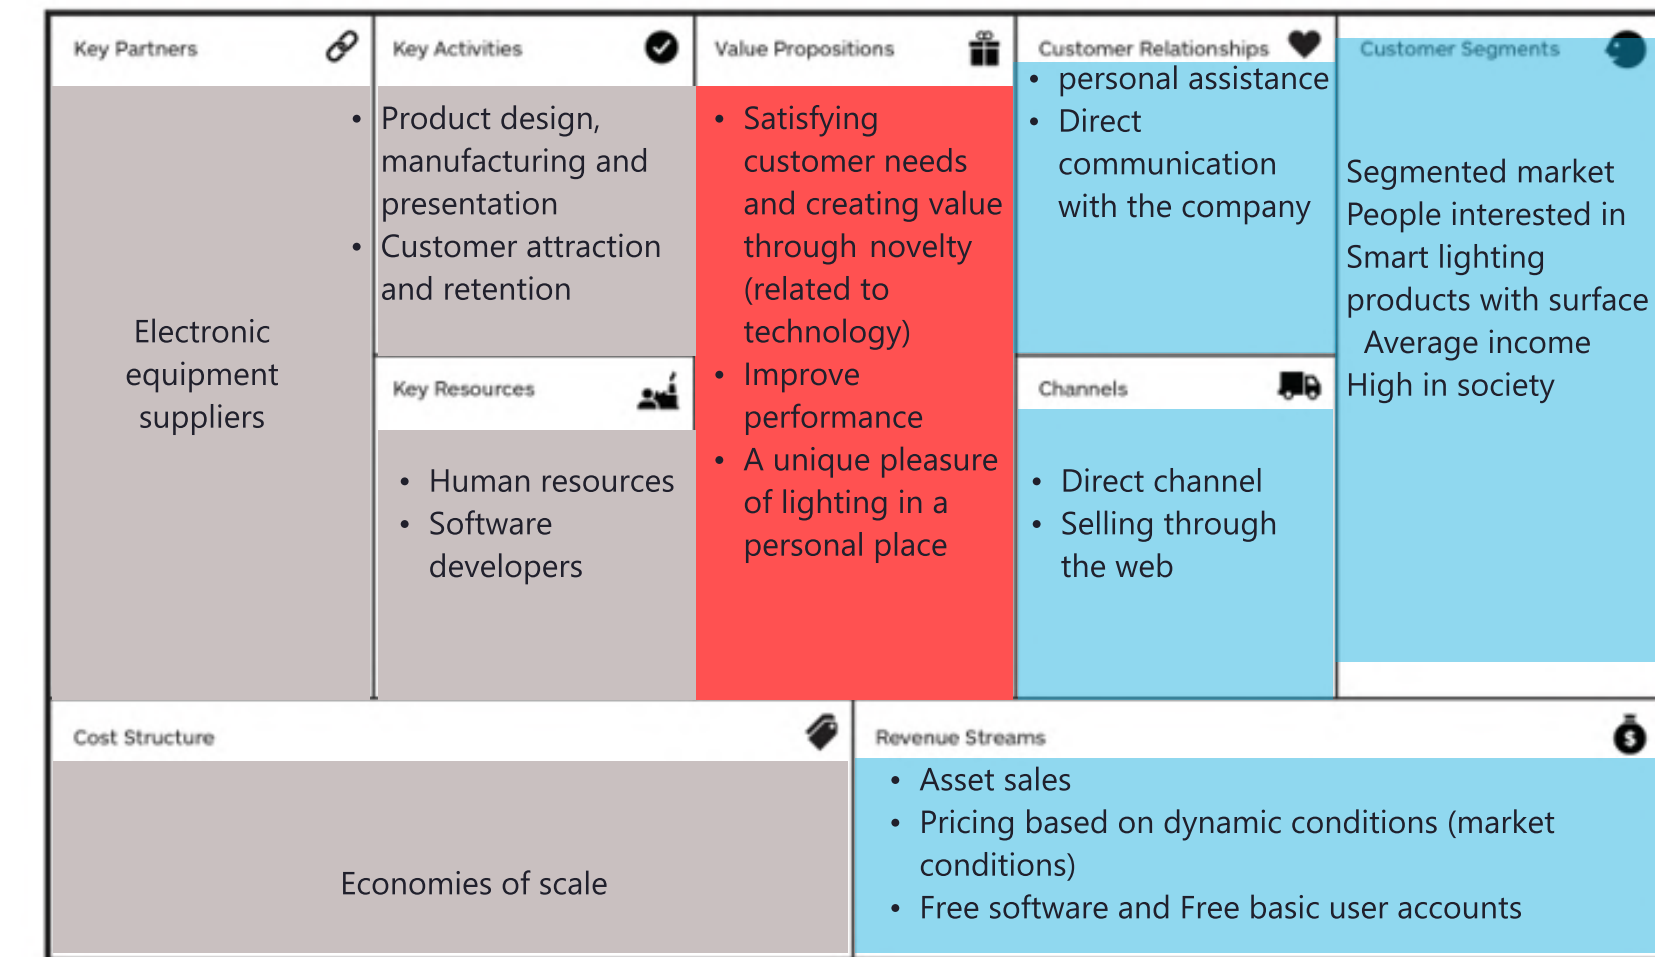 Key Partners
Electronic
equipment
suppliers
Key Activities
• Product design,
manufacturing and
presentation
• Customer attraction
and retention
Key Resources
• Human resources
• Software
developers
Value Propositions
• Satisfying
customer needs
and creating value
through novelty
(related to
technology)
• Improve
performance
• A unique pleasure
of lighting in a
personal place
Customer Relationships
• personal assistance
• Direct
communication
with the company
Channels
• Direct channel
• Selling through
the web
Customer Segments
Segmented market
People interested in
Smart lighting
products with surface
Average income
High in society
Cost Structure
Economies of scale
Revenue Streams
$
• Asset sales
• Pricing based on dynamic conditions (market
conditions)
• Free software and Free basic user accounts